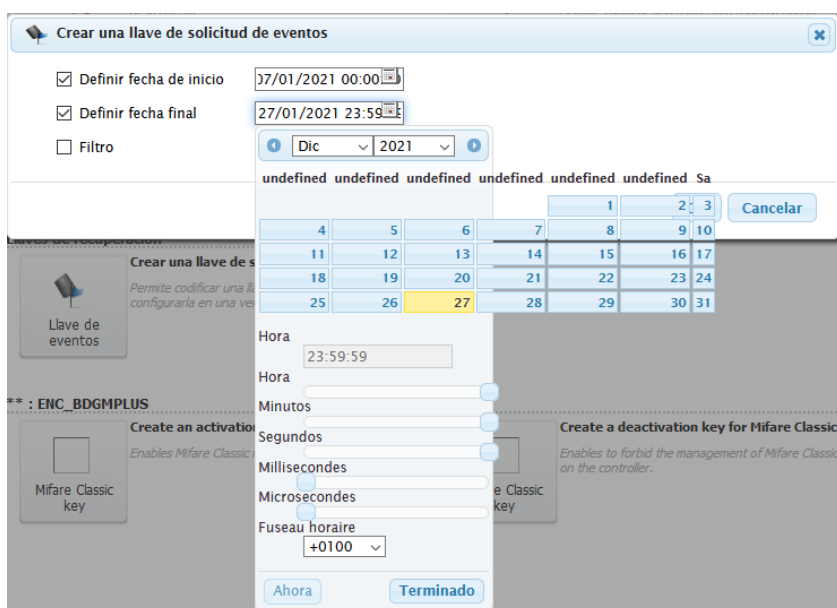 Crear una llave de solicitud de eventos
Definir fecha de inicio 07/01/2021 00:00
Definir fecha final 27/01/2021 23:59
Filtro
Dic 2021
undefined undefined undefined undefined undefined undefined Sa
1 2 3
4 5 6 7 8 9 10
11 12 13 14 15 16 17
18 19 20 21 22 23 24
25 26 27 28 29 30 31
Hora
23:59:59
Hora
Minutos
Segundos
Millisecondes
Microsecondes
Fuseau horaire
+0100
Ahora Terminado
Cancelar
Llaves de recuperación
Crear una llave de s
Permite codificar una ll
configurarla en una ve
Llave de
eventos
** : ENC_BDGMPLUS
Create an activatio
Enables Mifare Classic
Mifare Classic
key
Create a deactivation key for Mifare Classic
Enables to forbid the management of Mifare Classic
on the controller.
e Classic
key